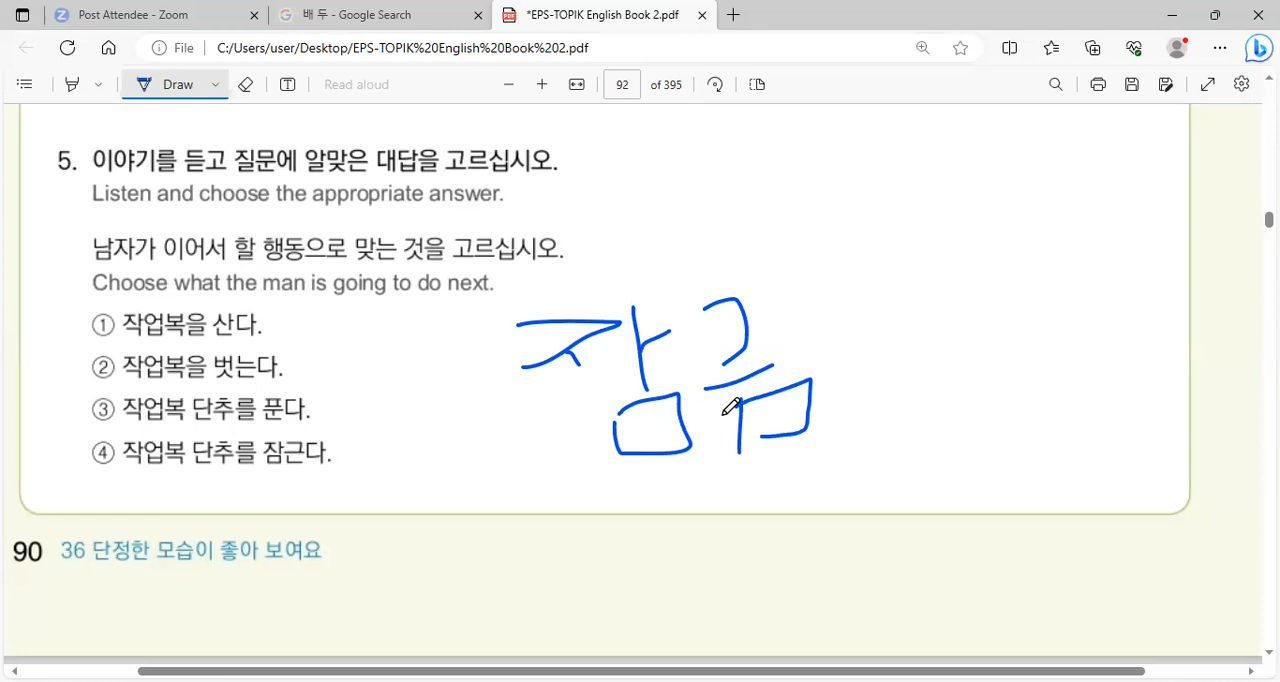 Post Attendee - Zoom
배 두 - Google Search
*EPS-TOPIK English Book 2.pdf
File
C:/Users/user/Desktop/EPS-TOPIK%20English%20Book%202.pdf
Draw
Read aloud
92 of 395
5. 이야기를 듣고 질문에 알맞은 대답을 고르십시오.
Listen and choose the appropriate answer.
남자가 이어서 할 행동으로 맞는 것을 고르십시오.
Choose what the man is going to do next.
① 작업복을 산다.
② 작업복을 벗는다.
③ 작업복 단추를 푼다.
④ 작업복 단추를 잠근다.
잠금
90 36 단정한 모습이 좋아 보여요